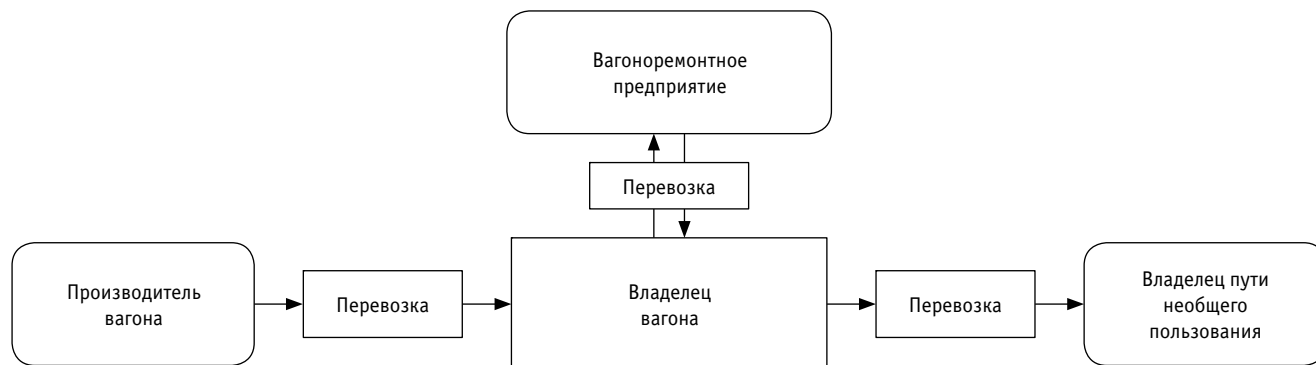 Вагоноремонтное
предприятие
Перевозка
Производитель
вагона
Перевозка
Владелец
вагона
Перевозка
Владелец пути
необщего
пользования